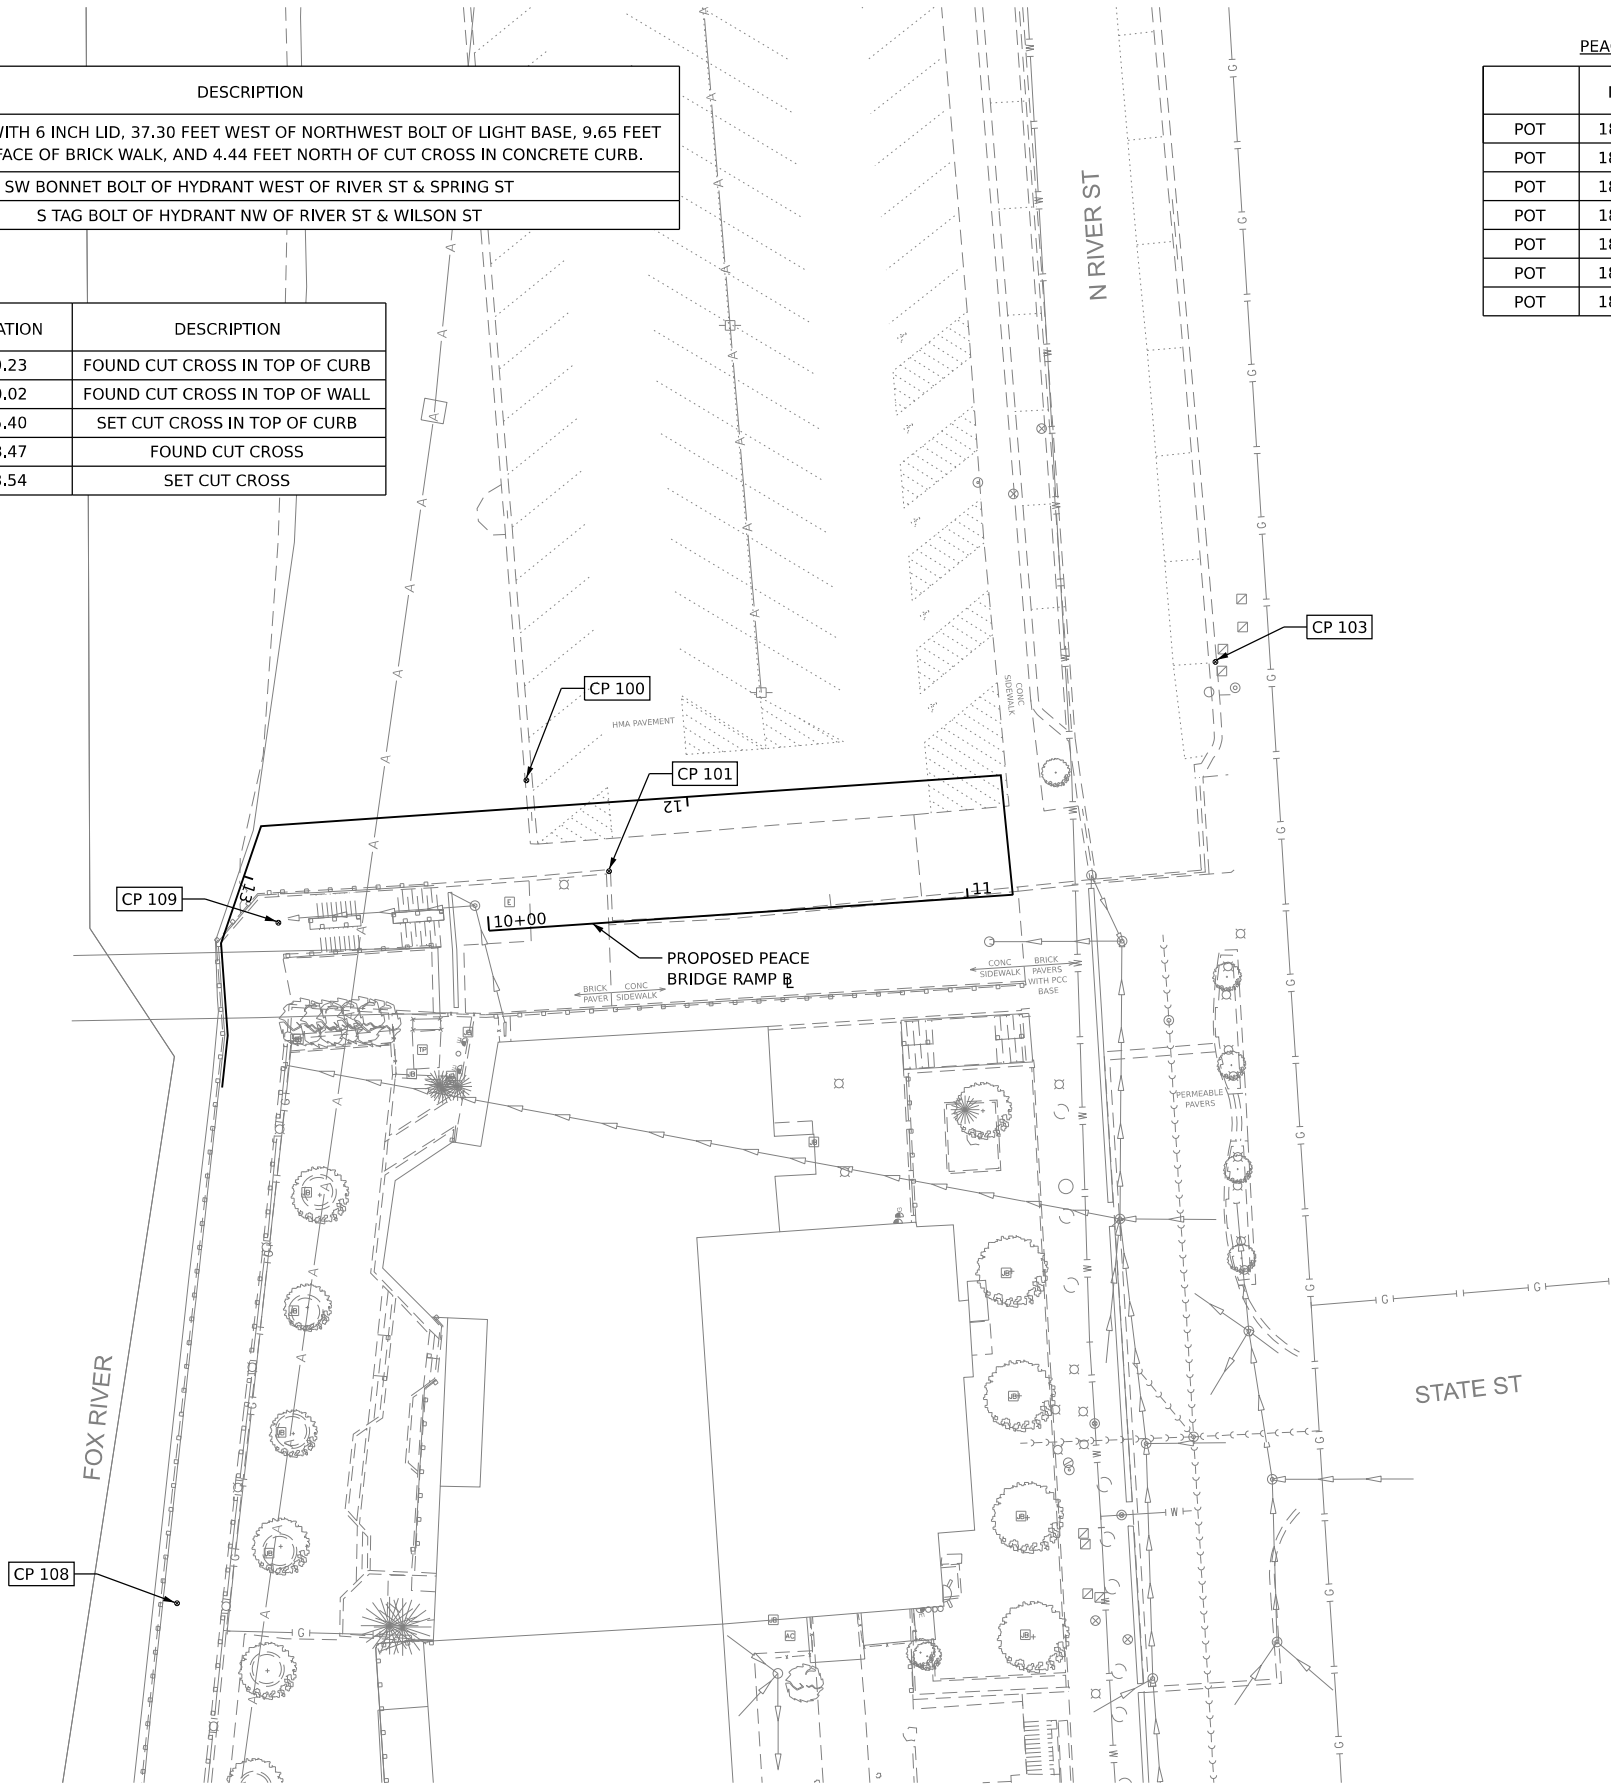 PEA
DESCRIPTION
WITH 6 INCH LID, 37.30 FEET WEST OF NORTHWEST BOLT OF LIGHT BASE, 9.65 FEET
FACE OF BRICK WALK, AND 4.44 FEET NORTH OF CUT CROSS IN CONCRETE CURB.
SW BONNET BOLT OF HYDRANT WEST OF RIVER ST & SPRING ST
S TAG BOLT OF HYDRANT NW OF RIVER ST & WILSON ST
POT 18
POT 18
POT 18
POT 18
POT 18
POT 18
POT 18
N RIVER ST
ATION DESCRIPTION
.23 FOUND CUT CROSS IN TOP OF CURB
.02 FOUND CUT CROSS IN TOP OF WALL
.40 SET CUT CROSS IN TOP OF CURB
.47 FOUND CUT CROSS
.54 SET CUT CROSS
CP 103
CP 100
CONC
SIDEWALK
HMA PAVEMENT
CP 101
12
CP 109
13
11
10+00
PROPOSED PEACE
BRIDGE RAMP B
BRICK
PAVER
CONC
SIDEWALK
CONC
SIDEWALK
BRICK
PAVERS
WITH PCC
BASE
PERMEABLE
PAVERS
FOX RIVER
STATE ST
CP 108